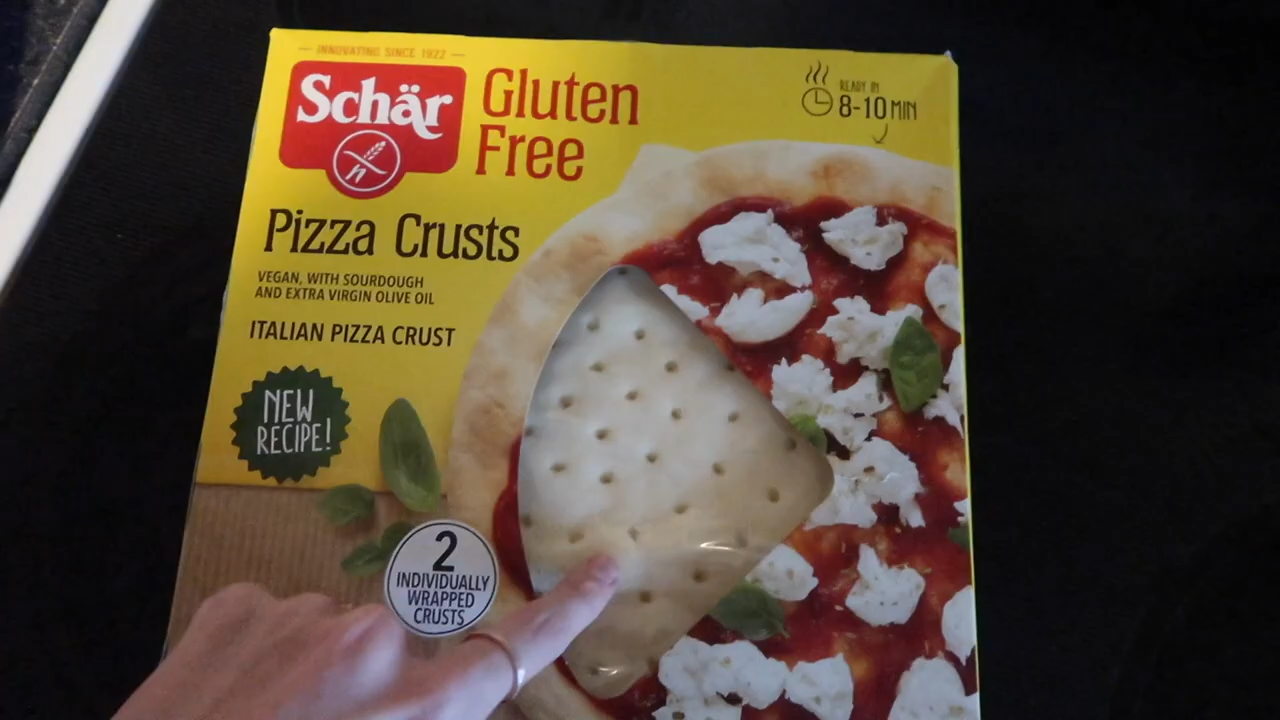 INNOVATING SINCE 1922
Schär
Gluten
Free
READY IN
8-10 MIN
Pizza Crusts
VEGAN, WITH SOURDOUGH
AND EXTRA VIRGIN OLIVE OIL
ITALIAN PIZZA CRUST
NEW
RECIPE!
2
INDIVIDUALLY
WRAPPED
CRUSTS